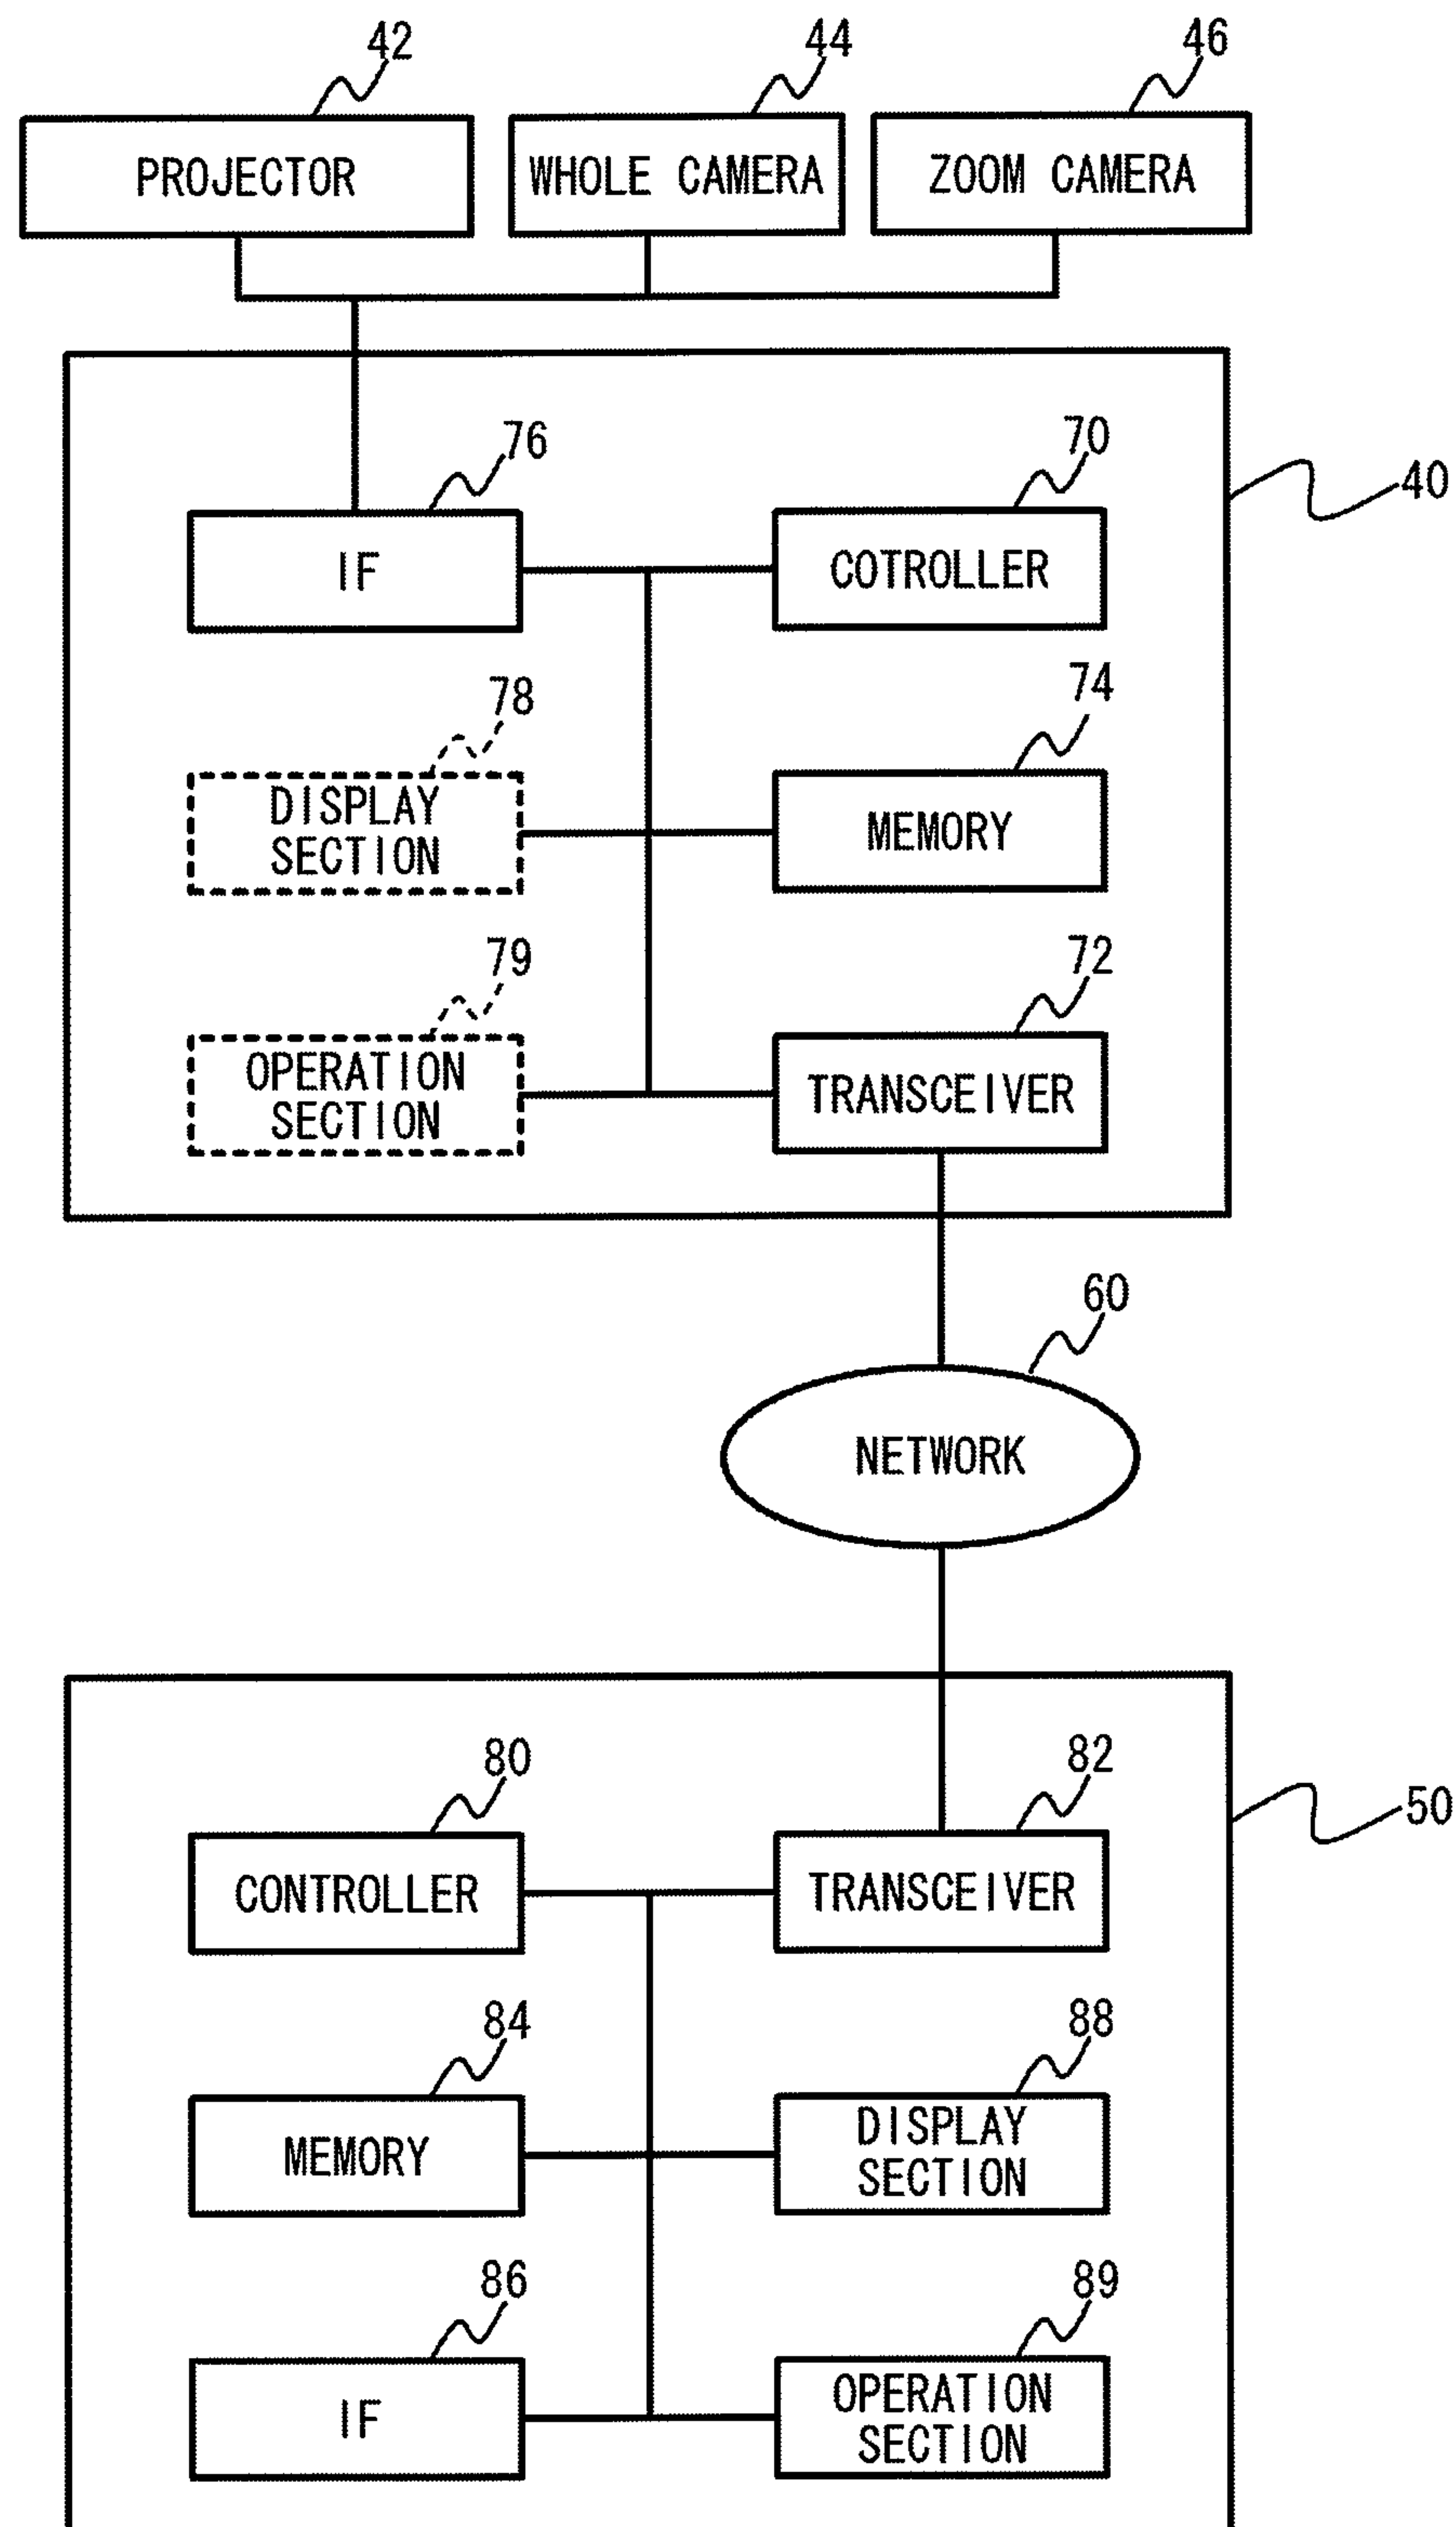 42
44
46
PROJECTOR
WHOLE CAMERA
ZOOM CAMERA
76
70
40
IF
COTROLLER
78
74
DISPLAY
SECTION
MEMORY
79
72
OPERATION
SECTION
TRANSCEIVER
60
NETWORK
80
82
50
CONTROLLER
TRANSCEIVER
84
88
MEMORY
DISPLAY
SECTION
86
89
IF
OPERATION
SECTION